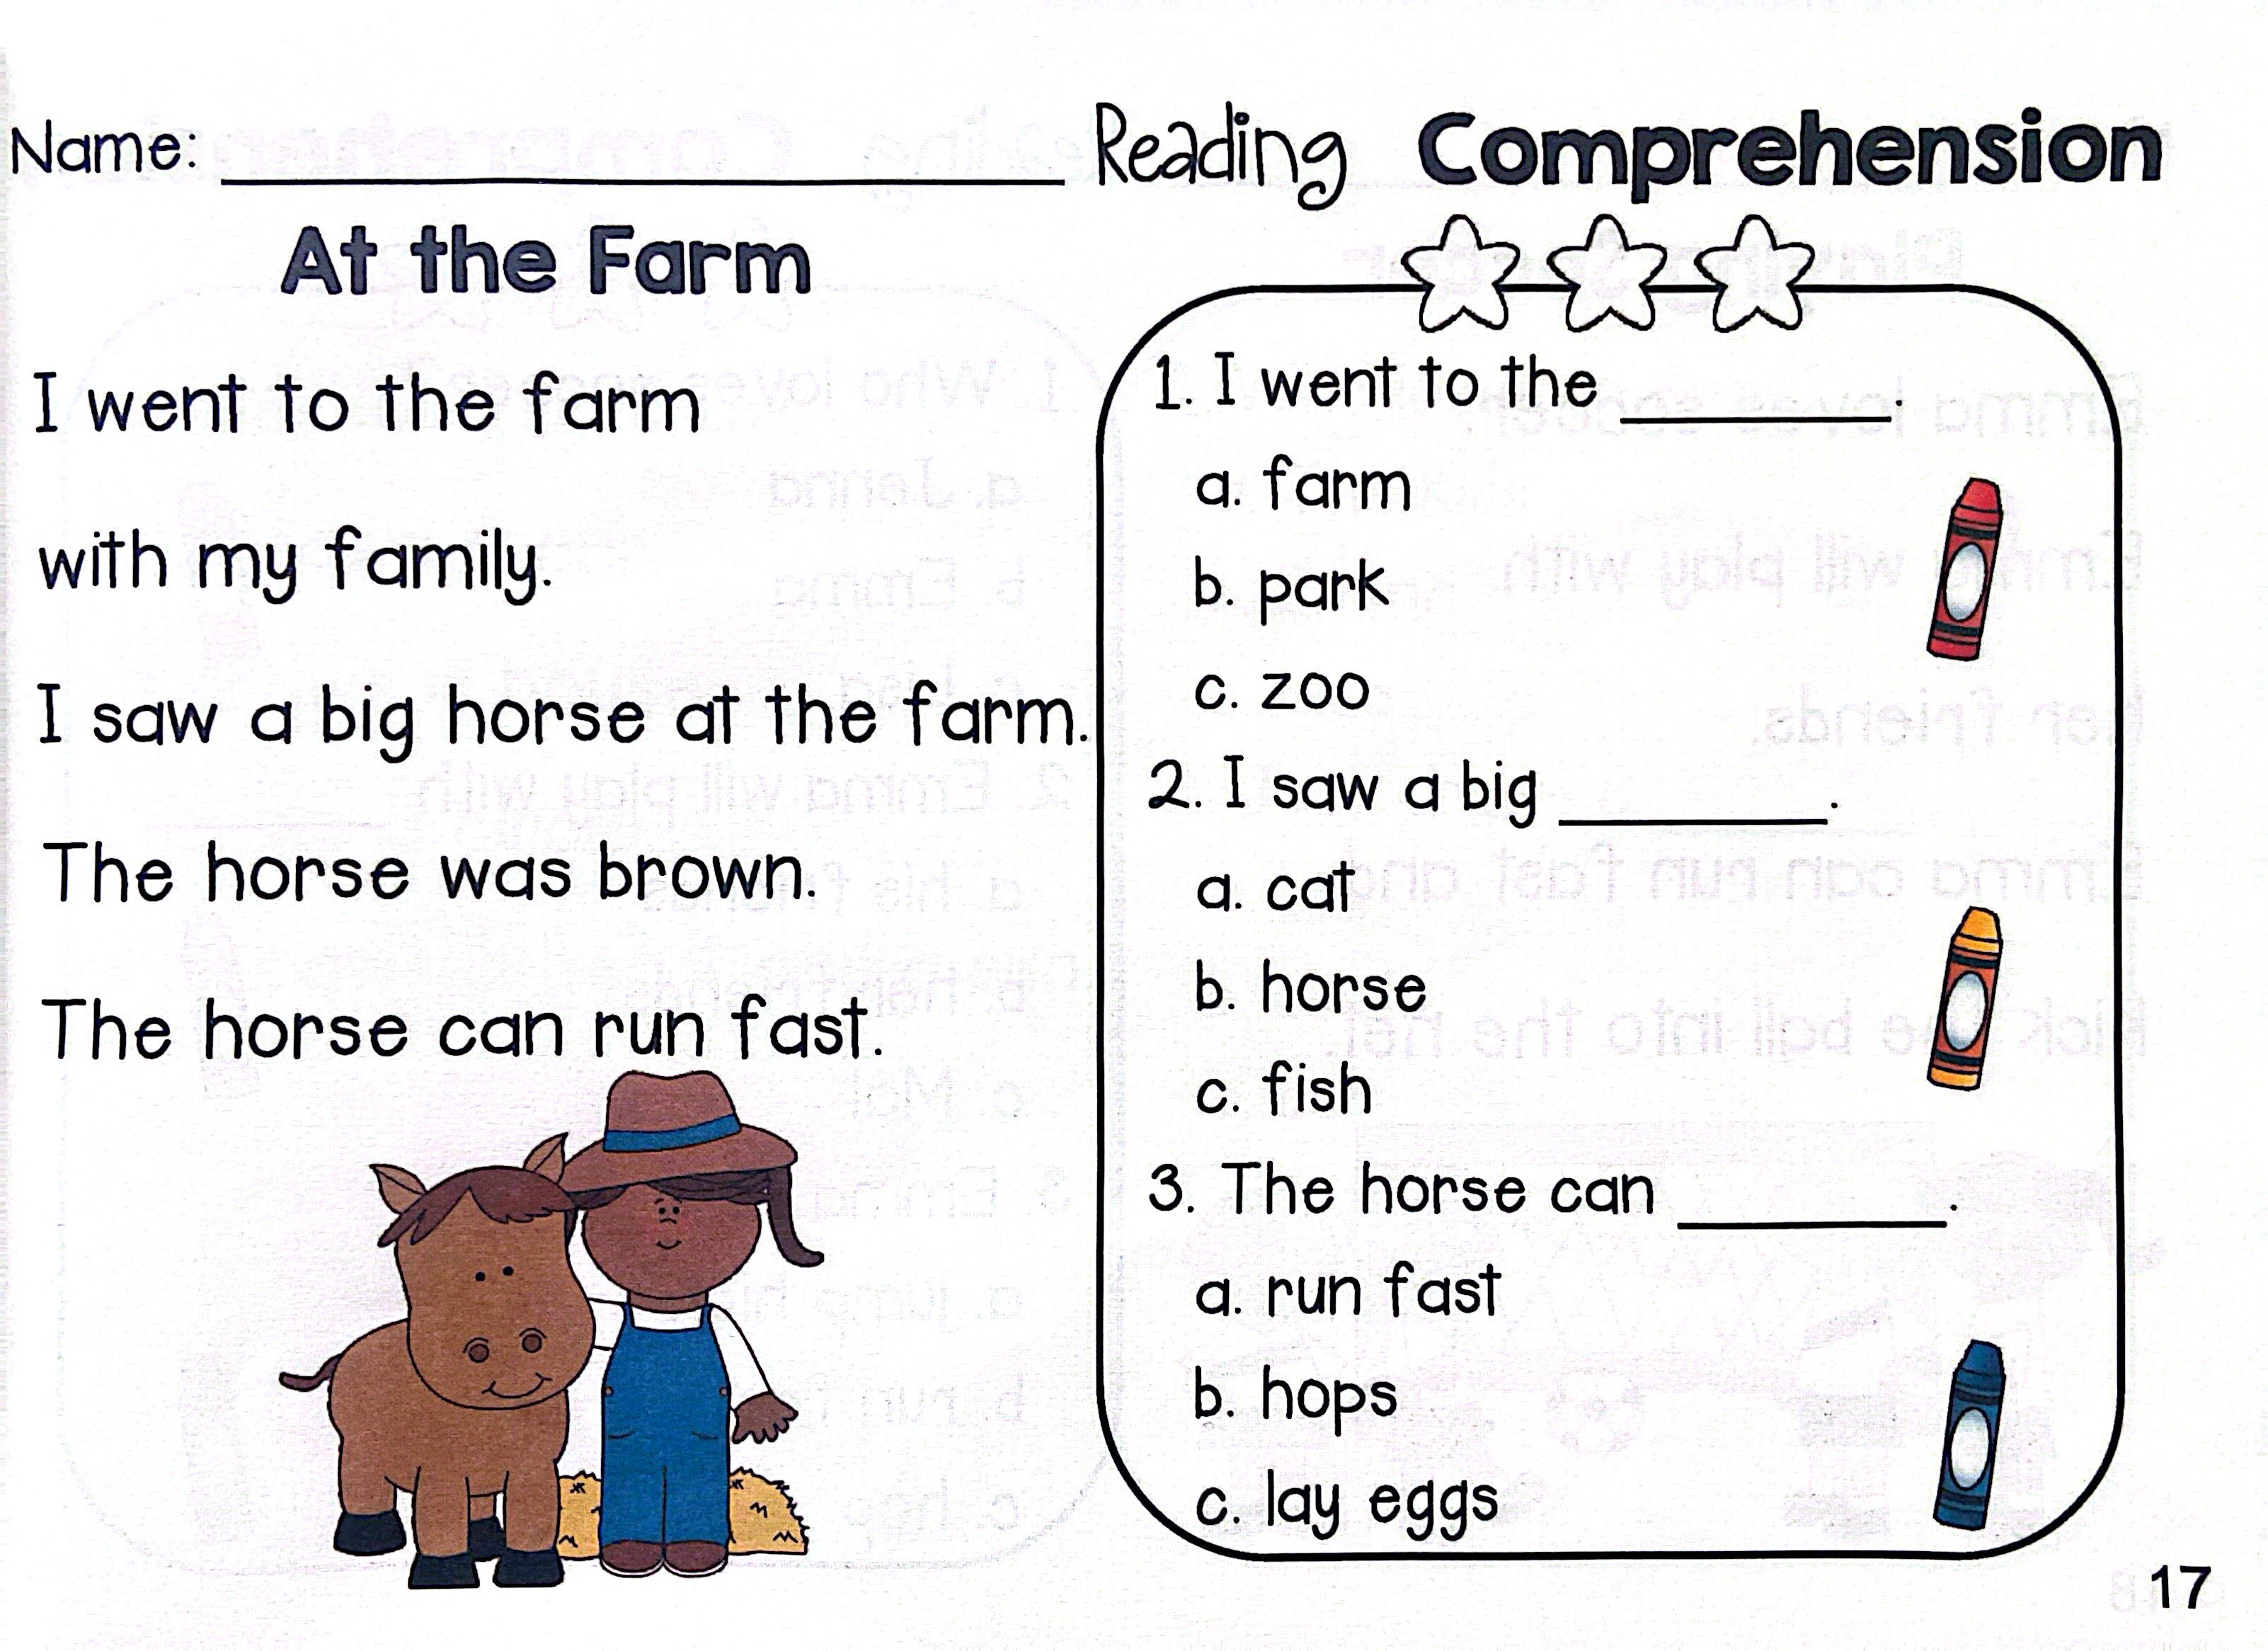 Name: Reading Comprehension
At the Farm
I went to the farm
with my family.
I saw a big horse at the farm.
The horse was brown.
The horse can run fast.
1. I went to the ________.
a. farm
b. park
c. zoo
2. I saw a big ________.
a. cat
b. horse
c. fish
3. The horse can ________.
a. run fast
b. hops
c. lay eggs
17